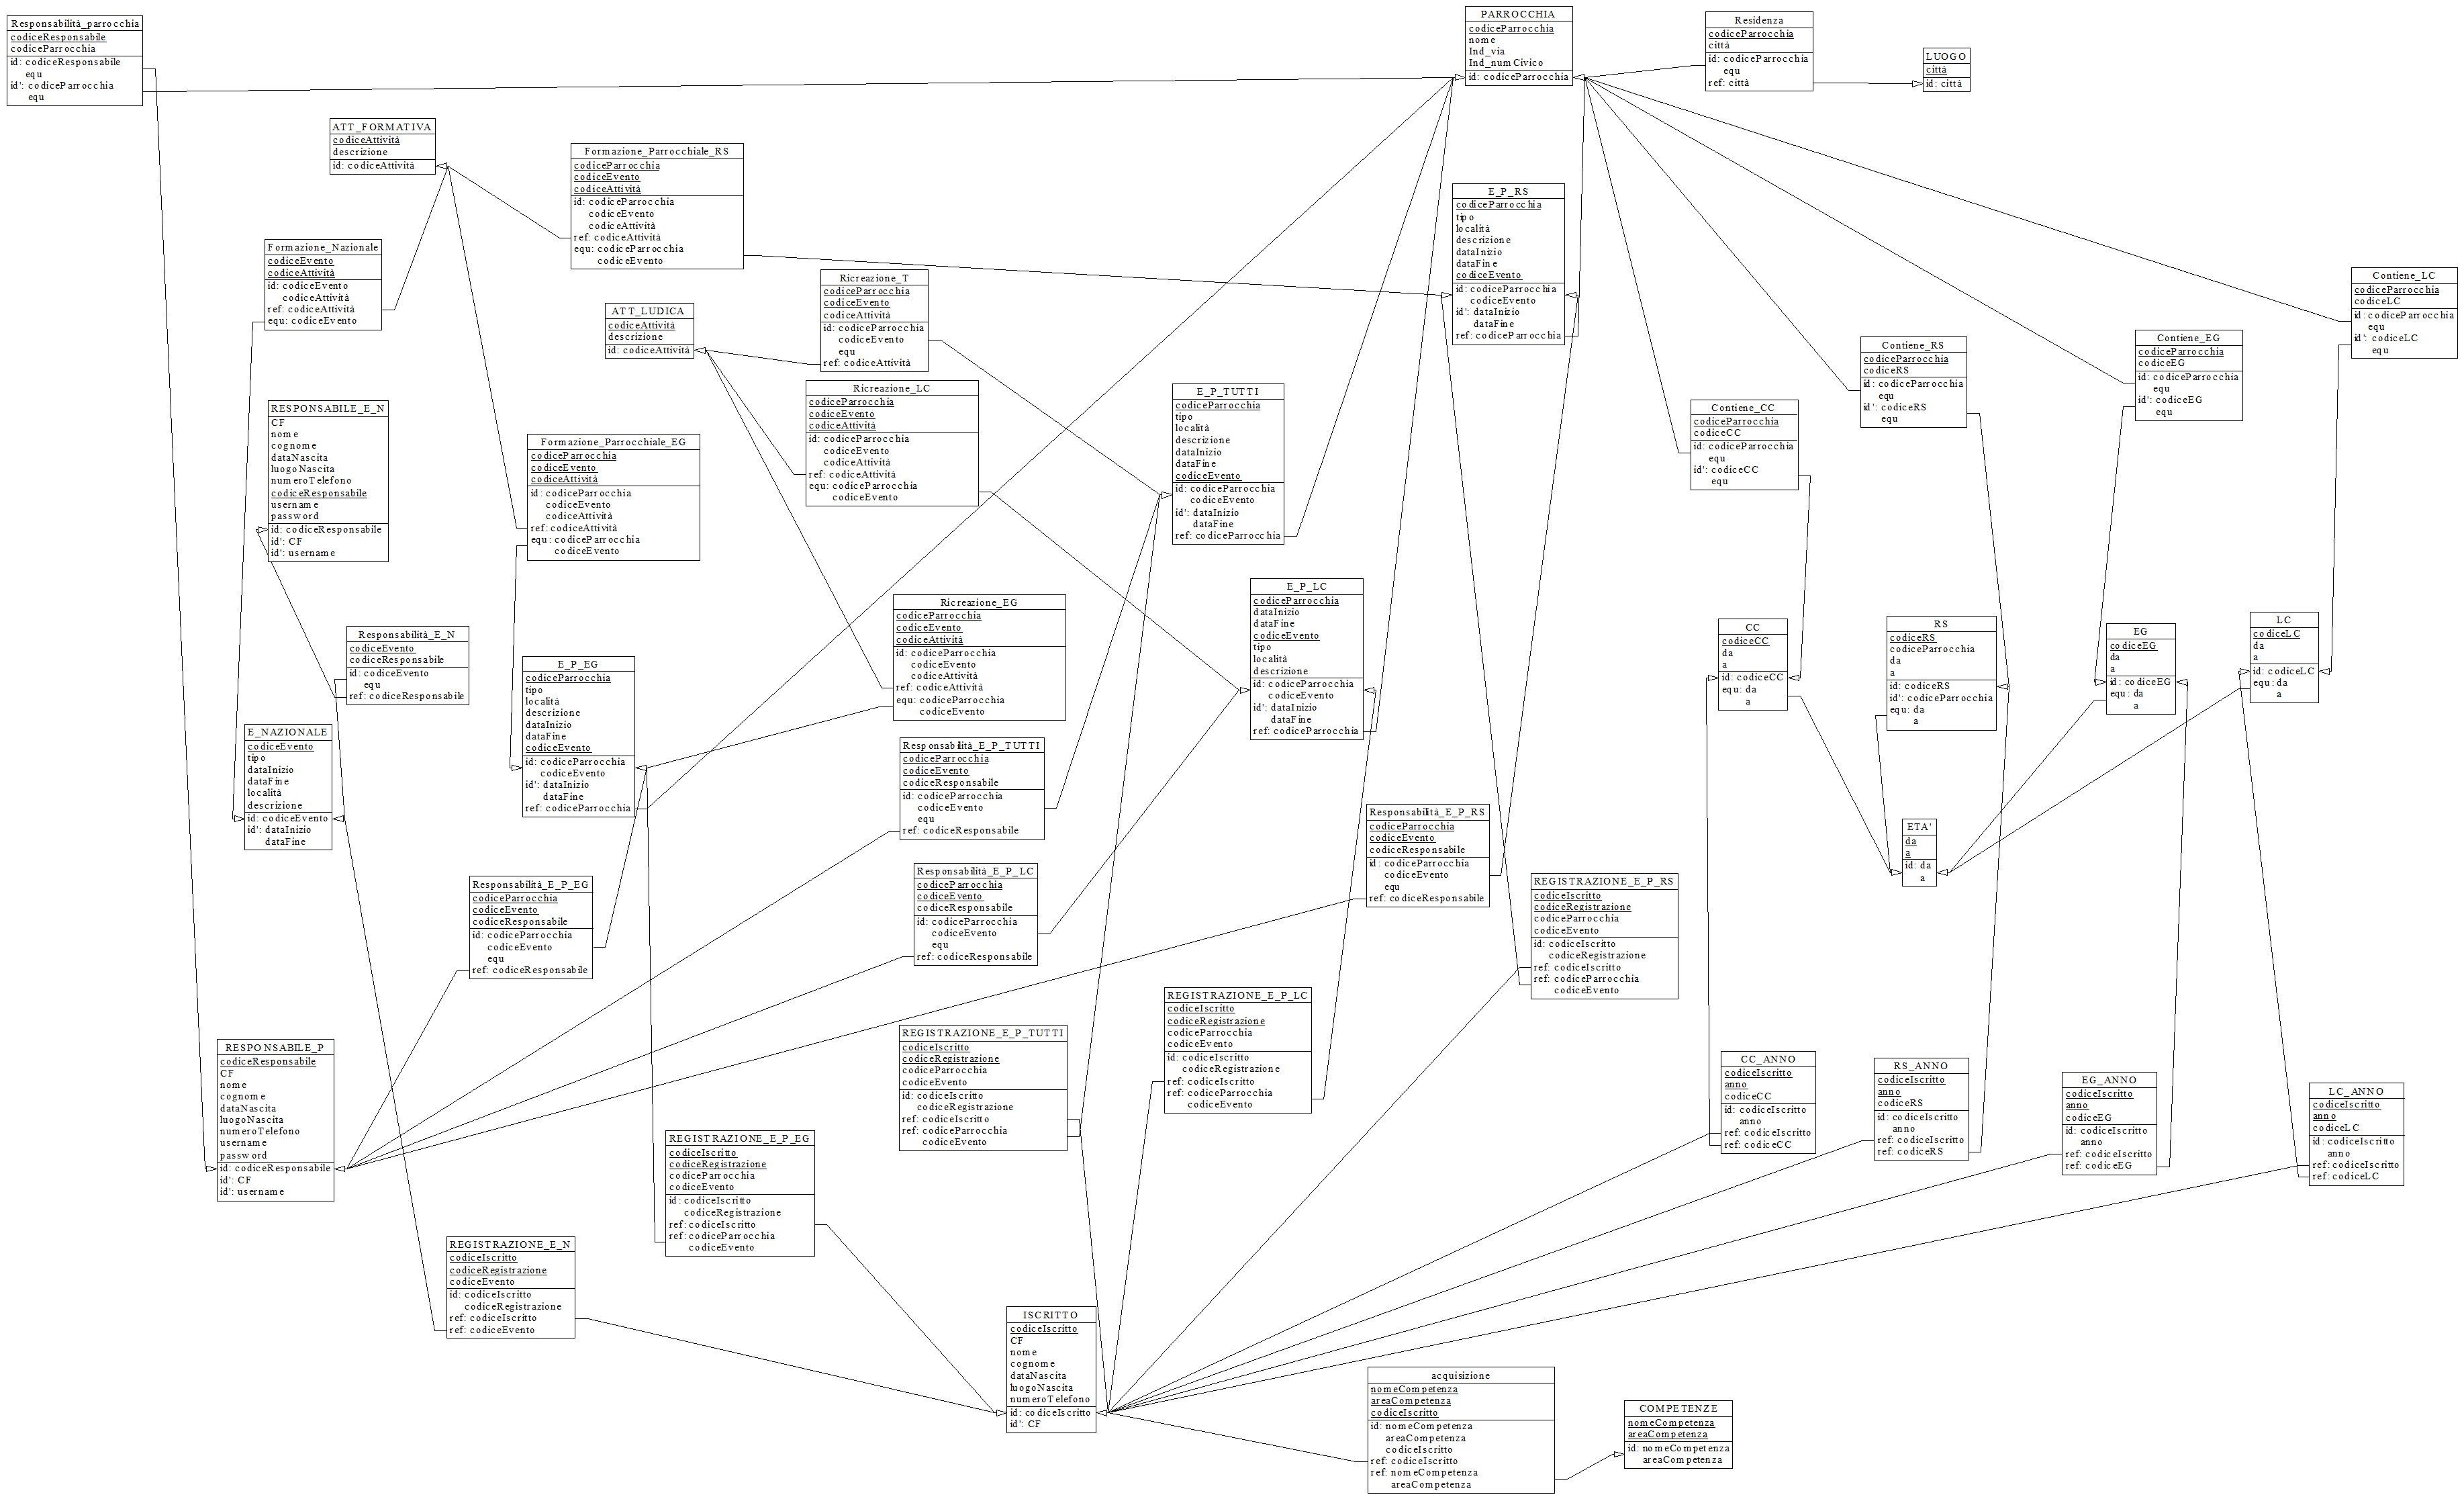 Responsabilità_parrocchia
codiceResponsabile
codiceParrocchia
id: codiceResponsabile
equ
id': codiceParrocchia
equ
PARROCCHIA
codiceParrocchia
nome
Ind_via
Ind_numCivico
id: codiceParrocchia
Residenza
codiceParrocchia
città
id: codiceParrocchia
equ
ref: città
LUOGO
città
id: città
ATT_FORMATIVA
codiceAttività
descrizione
id: codiceAttività
Formazione_Parrocchiale_RS
codiceParrocchia
codiceEvento
codiceAttività
id: codiceParrocchia
codiceEvento
codiceAttività
ref: codiceAttività
equ: codiceParrocchia
codiceEvento
E_P_RS
codiceParrocchia
tipo
località
descrizione
dataInizio
dataFine
codiceEvento
id: codiceParrocchia
codiceEvento
id': dataInizio
dataFine
ref: codiceParrocchia
Formazione_Nazionale
codiceEvento
codiceAttività
id: codiceEvento
codiceAttività
ref: codiceAttività
equ: codiceEvento
Ricreazione_T
codiceParrocchia
codiceEvento
codiceAttività
id: codiceParrocchia
codiceEvento
equ
ref: codiceAttività
ATT_LUDICA
codiceAttività
descrizione
id: codiceAttività
Contiene_LC
codiceParrocchia
codiceLC
id: codiceParrocchia
equ
id': codiceLC
equ
Contiene_EG
codiceParrocchia
codiceEG
id: codiceParrocchia
equ
id': codiceEG
equ
Contiene_RS
codiceParrocchia
codiceRS
id: codiceParrocchia
equ
id': codiceRS
equ
Contiene_CC
codiceParrocchia
codiceCC
id: codiceParrocchia
equ
id': codiceCC
equ
Ricreazione_LC
codiceParrocchia
codiceEvento
codiceAttività
id: codiceParrocchia
codiceEvento
codiceAttività
ref: codiceAttività
equ: codiceParrocchia
codiceEvento
E_P_TUTTI
codiceParrocchia
tipo
località
descrizione
dataInizio
dataFine
codiceEvento
id: codiceParrocchia
codiceEvento
id': dataInizio
dataFine
ref: codiceParrocchia
RESPONSABILE_E_N
CF
nome
cognome
dataNascita
luogoNascita
numeroTelefono
codiceResponsabile
username
password
id: codiceResponsabile
id': CF
id': username
Formazione_Parrocchiale_EG
codiceParrocchia
codiceEvento
codiceAttività
id: codiceParrocchia
codiceEvento
codiceAttività
ref: codiceAttività
equ: codiceParrocchia
codiceEvento
E_P_LC
codiceParrocchia
dataInizio
dataFine
codiceEvento
tipo
località
descrizione
id: codiceParrocchia
codiceEvento
id': dataInizio
dataFine
ref: codiceParrocchia
Ricreazione_EG
codiceParrocchia
codiceEvento
codiceAttività
id: codiceParrocchia
codiceEvento
codiceAttività
ref: codiceAttività
equ: codiceParrocchia
codiceEvento
Responsabilità_E_N
codiceEvento
codiceResponsabile
id: codiceEvento
equ
ref: codiceResponsabile
E_P_EG
codiceParrocchia
tipo
località
descrizione
dataInizio
dataFine
codiceEvento
id: codiceParrocchia
codiceEvento
id': dataInizio
dataFine
ref: codiceParrocchia
CC
codiceCC
da
a
id: codiceCC
equ: da
a
RS
codiceRS
codiceParrocchia
da
a
id: codiceRS
id': codiceParrocchia
equ: da
a
EG
codiceEG
da
a
id: codiceEG
equ: da
a
LC
codiceLC
da
a
id: codiceLC
equ: da
a
E_NAZIONALE
codiceEvento
tipo
dataInizio
dataFine
località
descrizione
id: codiceEvento
id': dataInizio
dataFine
Responsabilità_E_P_TUTTI
codiceParrocchia
codiceEvento
codiceResponsabile
id: codiceParrocchia
codiceEvento
equ
ref: codiceResponsabile
Responsabilità_E_P_RS
codiceParrocchia
codiceEvento
codiceResponsabile
id: codiceParrocchia
codiceEvento
equ
ref: codiceResponsabile
ETA'
da
a
id: da
a
Responsabilità_E_P_EG
codiceParrocchia
codiceEvento
codiceResponsabile
id: codiceParrocchia
codiceEvento
equ
ref: codiceResponsabile
Responsabilità_E_P_LC
codiceParrocchia
codiceEvento
codiceResponsabile
id: codiceParrocchia
codiceEvento
equ
ref: codiceResponsabile
REGISTRAZIONE_E_P_RS
codiceIscritto
codiceRegistrazione
codiceParrocchia
codiceEvento
id: codiceIscritto
codiceRegistrazione
ref: codiceIscritto
ref: codiceParrocchia
codiceEvento
REGISTRAZIONE_E_P_LC
codiceIscritto
codiceRegistrazione
codiceParrocchia
codiceEvento
id: codiceIscritto
codiceRegistrazione
ref: codiceIscritto
ref: codiceParrocchia
codiceEvento
REGISTRAZIONE_E_P_TUTTI
codiceIscritto
codiceRegistrazione
codiceParrocchia
codiceEvento
id: codiceIscritto
codiceRegistrazione
ref: codiceIscritto
ref: codiceParrocchia
codiceEvento
RESPONSABILE_P
codiceResponsabile
CF
nome
cognome
dataNascita
luogoNascita
numeroTelefono
username
password
id: codiceResponsabile
id': CF
id': username
CC_ANNO
codiceIscritto
anno
codiceCC
id: codiceIscritto
anno
ref: codiceIscritto
ref: codiceCC
RS_ANNO
codiceIscritto
anno
codiceRS
id: codiceIscritto
anno
ref: codiceIscritto
ref: codiceRS
EG_ANNO
codiceIscritto
anno
codiceEG
id: codiceIscritto
anno
ref: codiceIscritto
ref: codiceEG
LC_ANNO
codiceIscritto
anno
codiceLC
id: codiceIscritto
anno
ref: codiceIscritto
ref: codiceLC
REGISTRAZIONE_E_P_EG
codiceIscritto
codiceRegistrazione
codiceParrocchia
codiceEvento
id: codiceIscritto
codiceRegistrazione
ref: codiceIscritto
ref: codiceParrocchia
codiceEvento
REGISTRAZIONE_E_N
codiceIscritto
codiceRegistrazione
codiceEvento
id: codiceIscritto
codiceRegistrazione
ref: codiceIscritto
ref: codiceEvento
ISCRITTO
codiceIscritto
CF
nome
cognome
dataNascita
luogoNascita
numeroTelefono
id: codiceIscritto
id': CF
acquisizione
nomeCompetenza
areaCompetenza
codiceIscritto
id: nomeCompetenza
areaCompetenza
codiceIscritto
ref: codiceIscritto
ref: nomeCompetenza
areaCompetenza
COMPETENZE
nomeCompetenza
areaCompetenza
id: nomeCompetenza
areaCompetenza